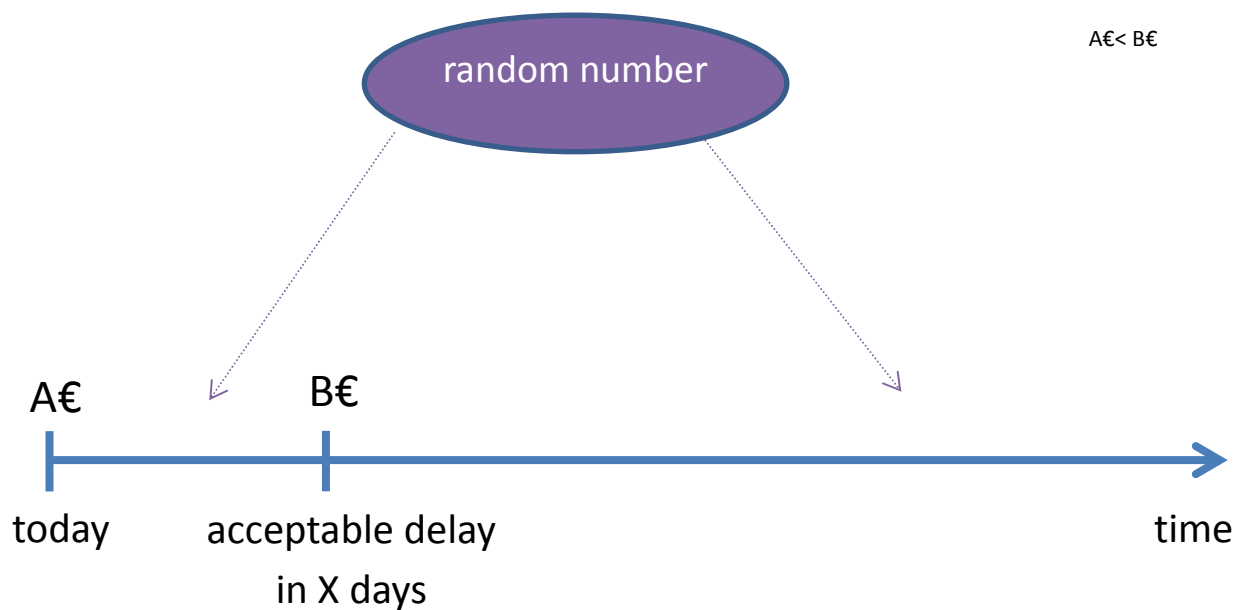 random number
A€< B€
A€
B€
today
acceptable delay
in X days
time